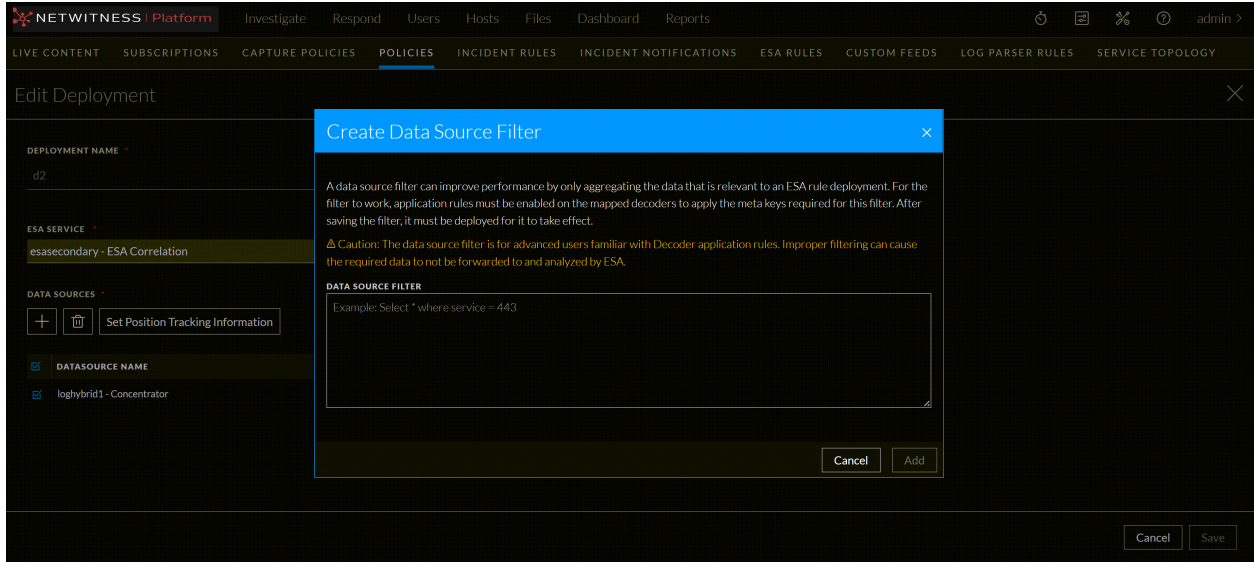 NETWITNESS | Platform Investigate Respond Users Hosts Files Dashboard Reports admin >
LIVE CONTENT SUBSCRIPTIONS CAPTURE POLICIES POLICIES INCIDENT RULES INCIDENT NOTIFICATIONS ESA RULES CUSTOM FEEDS LOG PARSER RULES SERVICE TOPOLOGY
Edit Deployment
DEPLOYMENT NAME *
d2
ESA SERVICE *
esasecondary - ESA Correlation
DATA SOURCES *
Set Position Tracking Information
DATASOURCE NAME
loghybrid1 - Concentrator
Create Data Source Filter
A data source filter can improve performance by only aggregating the data that is relevant to an ESA rule deployment. For the
filter to work, application rules must be enabled on the mapped decoders to apply the meta keys required for this filter. After
saving the filter, it must be deployed for it to take effect.
⚠ Caution: The data source filter is for advanced users familiar with Decoder application rules. Improper filtering can cause
the required data to not be forwarded to and analyzed by ESA.
DATA SOURCE FILTER
Example: Select * where service = 443
Cancel Add
Cancel Save